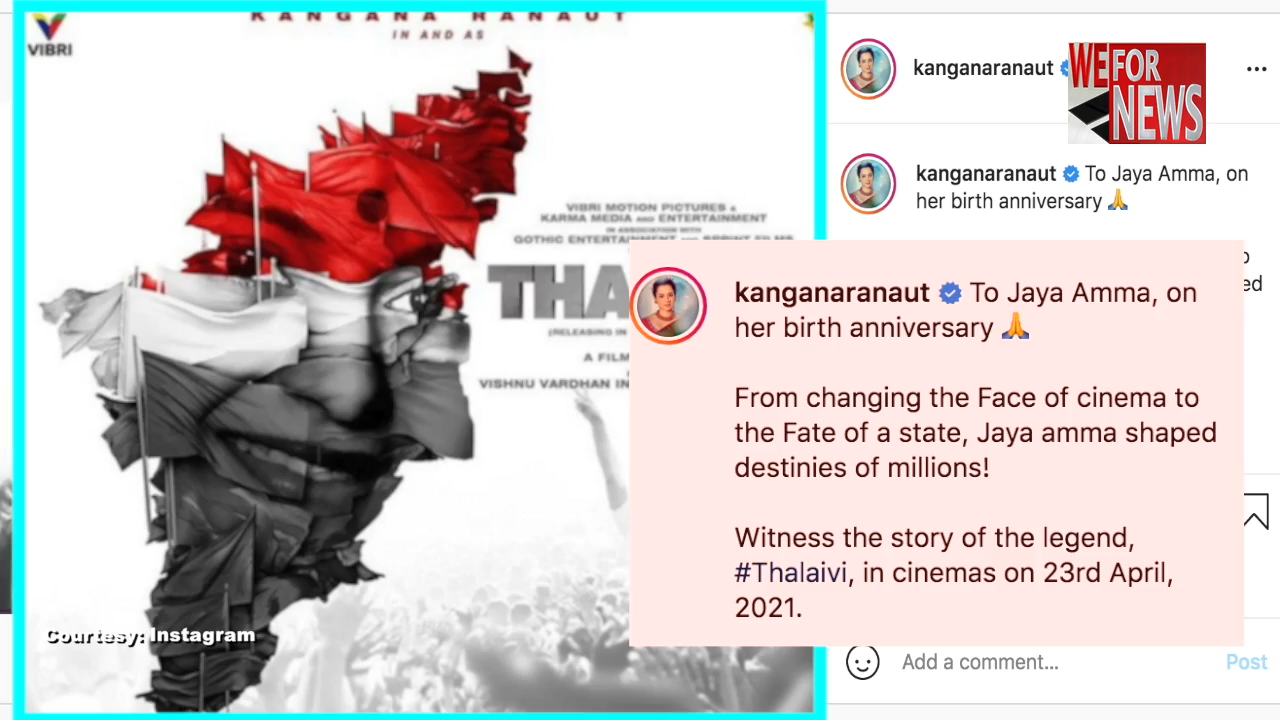 KANGANA RANAUT
IN AND AS
VIBRI
VIBRI MOTION PICTURES &
KARMA MEDIA AND ENTERTAINMENT
IN ASSOCIATION WITH
GOTHIC ENTERTAINMENT AND SPRINT FILMS
THA
(RELEASING IN
A FILM
VISHNU VARDHAN IN
Courtesy: Instagram
kanganaranaut
WE FOR
NEWS
kanganaranaut To Jaya Amma, on
her birth anniversary 🙏
ed
kanganaranaut To Jaya Amma, on
her birth anniversary 🙏
From changing the Face of cinema to
the Fate of a state, Jaya amma shaped
destinies of millions!
Witness the story of the legend,
#Thalaivi, in cinemas on 23rd April,
2021.
Add a comment... Post